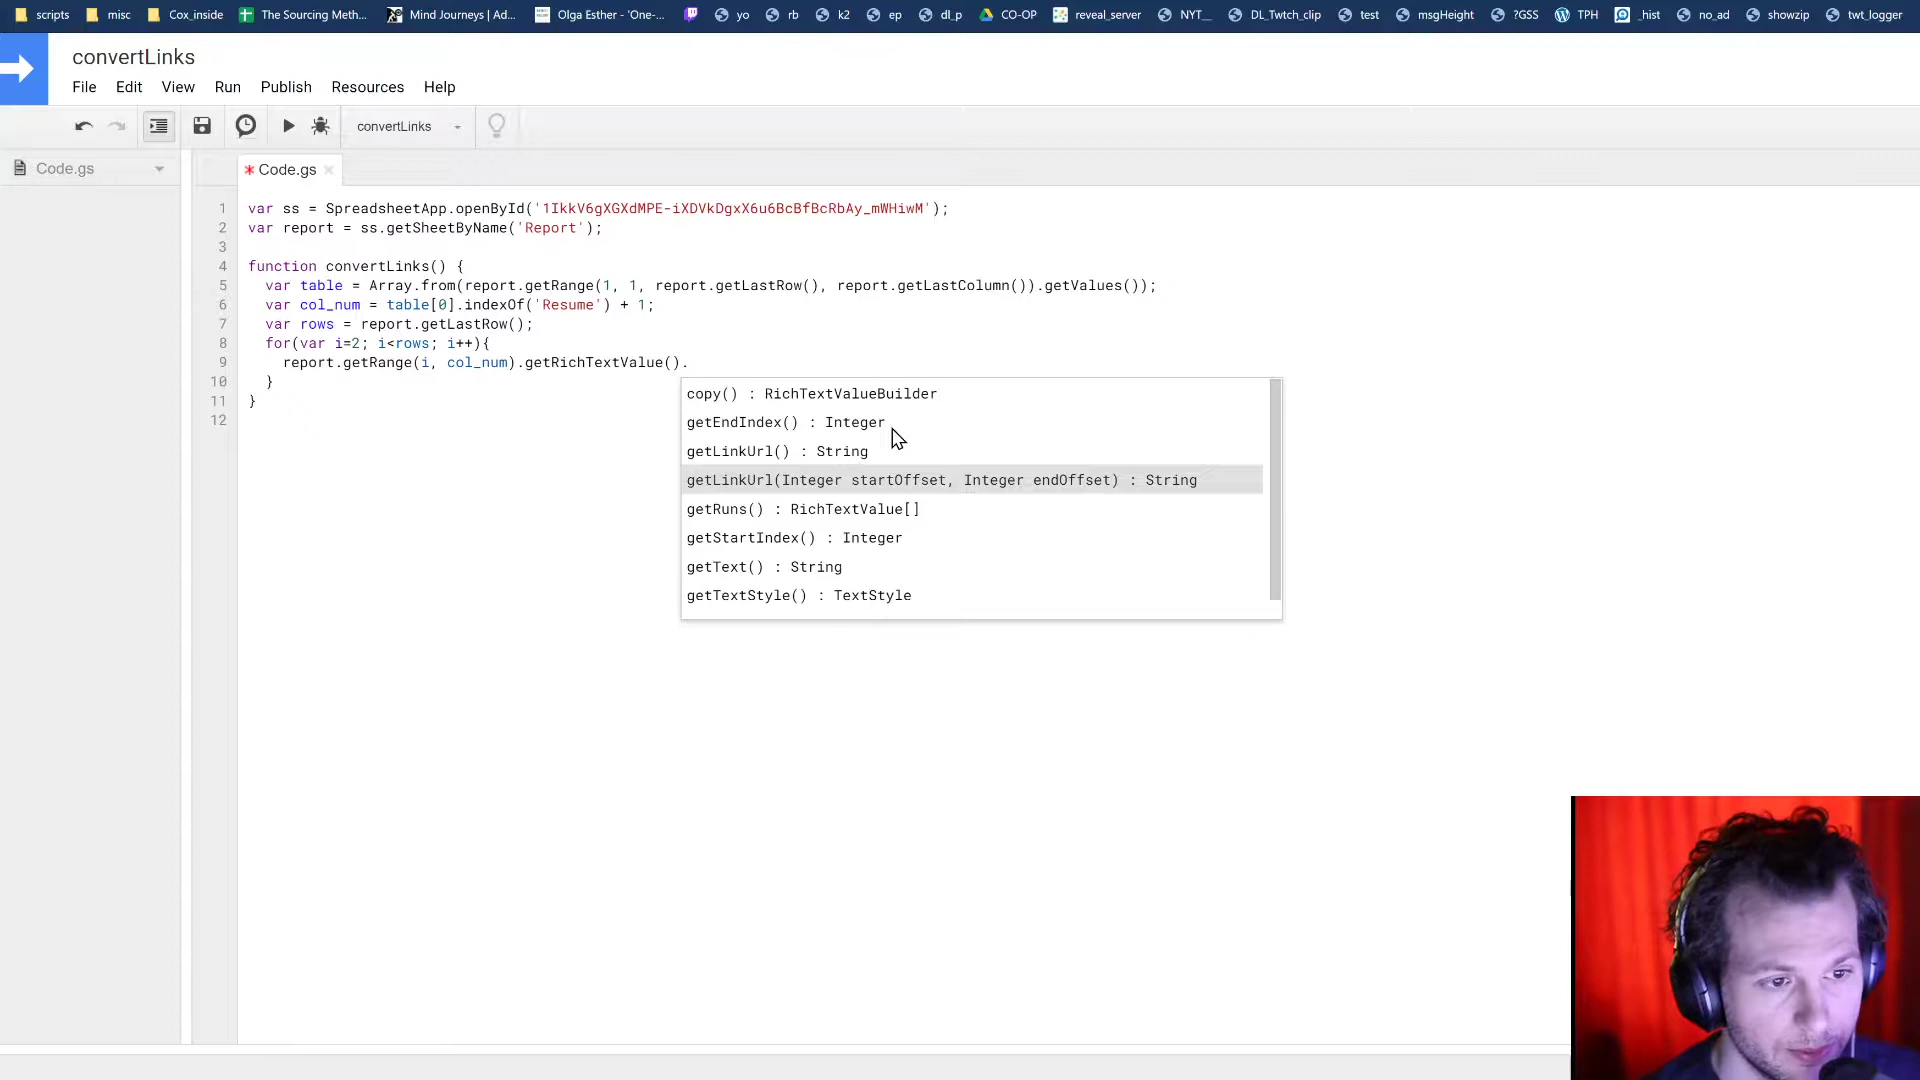 scripts misc Cox_inside The Sourcing Meth... Mind Journeys | Ad... Olga Esther - 'One-... yo rb k2 ep dl_p CO-OP reveal_server NYT__ DL_Twtch_clip test msgHeight ?GSS TPH _hist no_ad showzip twt_logger
convertLinks
File Edit View Run Publish Resources Help
convertLinks
Code.gs
* Code.gs ×
1 var ss = SpreadsheetApp.openById('1IkkV6gXGXdMPE-iXDVkDgxX6u6BcBfBcRbAy_mWHiwM');
2 var report = ss.getSheetByName('Report');
3
4 function convertLinks() {
5 var table = Array.from(report.getRange(1, 1, report.getLastRow(), report.getLastColumn()).getValues());
6 var col_num = table[0].indexOf('Resume') + 1;
7 var rows = report.getLastRow();
8 for(var i=2; i<rows; i++){
9 report.getRange(i, col_num).getRichTextValue().
10 }
11 }
12
copy() : RichTextValueBuilder
getEndIndex() : Integer
getLinkUrl() : String
getLinkUrl(Integer startOffset, Integer endOffset) : String
getRuns() : RichTextValue[]
getStartIndex() : Integer
getText() : String
getTextStyle() : TextStyle